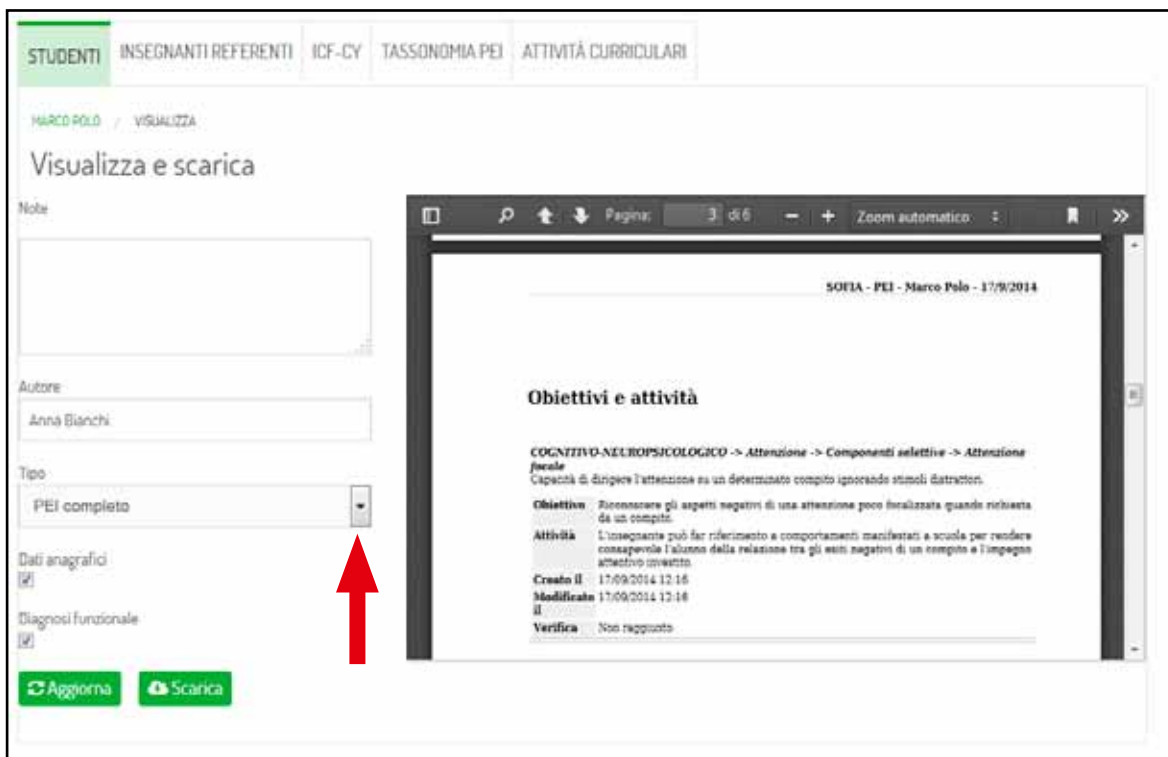 STUDENTI INSEGNANTI REFERENTI ICF-CY TASSONOMIA PEI ATTIVITÀ CURRICULARI
MARCO POLO / VISUALIZZA
Visualizza e scarica
Note
Autore
Anna Bianchi
Tipo
PEI completo
Dati anagrafici
Diagnosi funzionale
Aggiorna Scarica
Pagina: 3 di 6 Zoom automatico
SOFIA - PEI - Marco Polo - 17/9/2014
Obiettivi e attività
COGNITIVO-NEUROPSICOLOGICO -> Attenzione -> Componenti selettive -> Attenzione
focale
Capacità di dirigere l'attenzione su un determinato compito ignorando stimoli distrattori.
Obiettivo Riconoscere gli aspetti negativi di una attenzione poco focalizzata quando richiesta
da un compito.
Attività L'insegnante può far riferimento a comportamenti manifestati a scuola per rendere
consapevole l'alunno della relazione tra gli esiti negativi di un compito e l'impegno
attentivo investito.
Creato il 17/09/2014 12:16
Modificato 17/09/2014 12:16
il
Verifica Non raggiunto